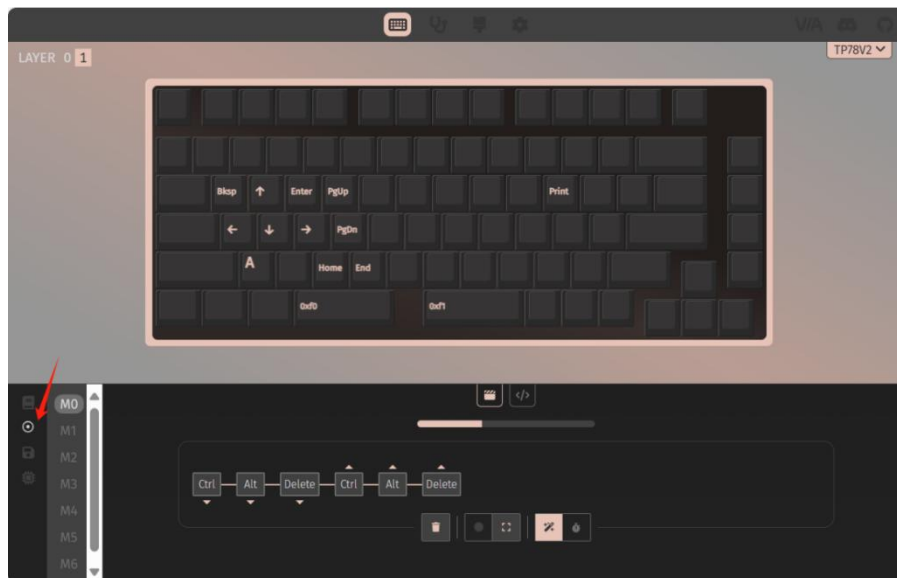 VIA
LAYER 0 1
TP78V2
Bksp ↑ Enter PgUp Print
← ↓ → PgDn
A Home End
0xf0 0xf1
M0
M1
M2
M3
M4
M5
M6
</>
Ctrl Alt Delete Ctrl Alt Delete